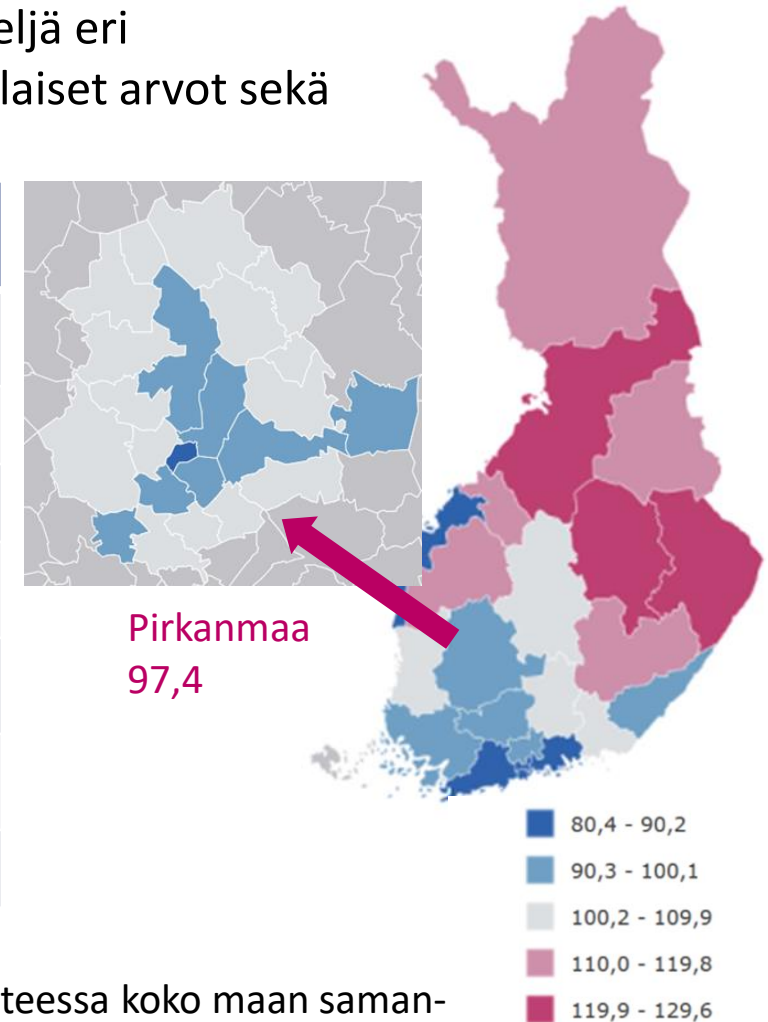 eljä eri
laiset arvot sekä
Pirkanmaa
97,4
80,4 - 90,2
90,3 - 100,1
100,2 - 109,9
110,0 - 119,8
119,9 - 129,6
teessa koko maan saman-